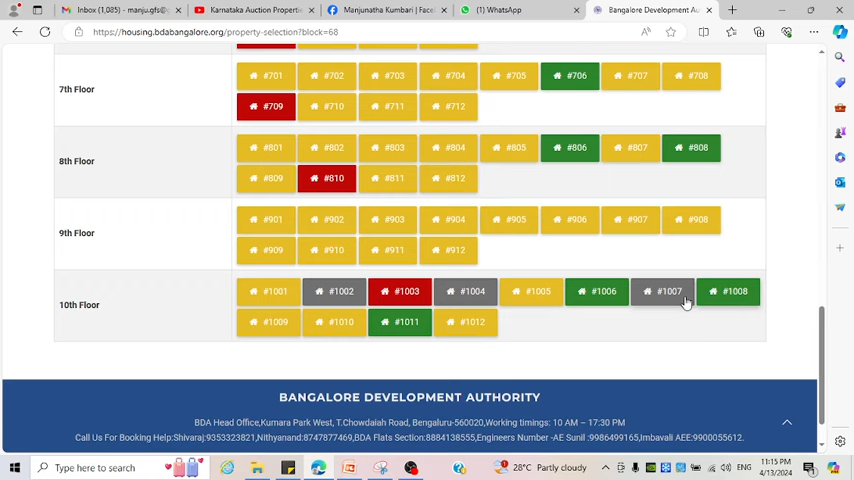 Inbox (1,085) - manju.gfs@g
Karnataka Auction Properti
Manjunatha Kumbari | Fac
(1) WhatsApp
Bangalore Development Au
https://housing.bdabangalore.org/property-selection?block=68
7th Floor
#701 #702 #703 #704 #705 #706 #707 #708
#709 #710 #711 #712
8th Floor
#801 #802 #803 #804 #805 #806 #807 #808
#809 #810 #811 #812
9th Floor
#901 #902 #903 #904 #905 #906 #907 #908
#909 #910 #911 #912
10th Floor
#1001 #1002 #1003 #1004 #1005 #1006 #1007 #1008
#1009 #1010 #1011 #1012
BANGALORE DEVELOPMENT AUTHORITY
BDA Head Office,Kumara Park West, T.Chowdaiah Road, Bengaluru-560020,Working timings: 10 AM – 17:30 PM
Call Us For Booking Help:Shivaraj:9353323821,Nithyanand:8747877469,BDA Flats Section:8884138555,Engineers Number -AE Sunil :9986499165,Imbavali AEE:9900055612.
Type here to search
28°C Partly cloudy
ENG
11:15 PM
4/13/2024